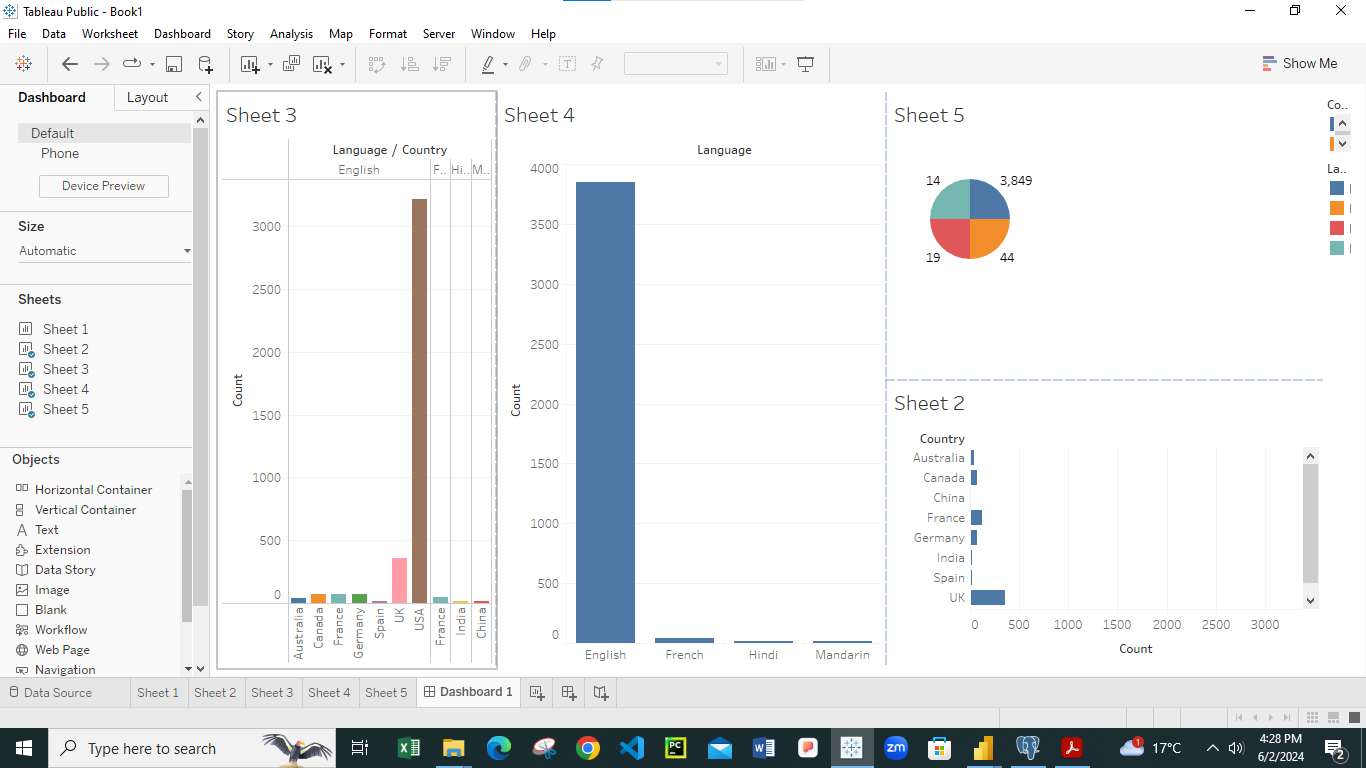 Tableau Public - Book1
File Data Worksheet Dashboard Story Analysis Map Format Server Window Help
Show Me
Dashboard Layout
Default
Phone
Device Preview
Size
Automatic
Sheets
Sheet 1
Sheet 2
Sheet 3
Sheet 4
Sheet 5
Objects
Horizontal Container
Vertical Container
Text
Extension
Data Story
Image
Blank
Workflow
Web Page
Navigation
Sheet 3
Language / Country
English F.. Hi.. M..
3000
2500
2000
1500
1000
500
0
Count
Australia
Canada
France
Germany
Spain
UK
USA
France
India
China
Sheet 4
Language
4000
3500
3000
2500
2000
1500
1000
500
0
Count
English French Hindi Mandarin
Sheet 5
14 3,849
19 44
Co..
La..
Sheet 2
Country
Australia
Canada
China
France
Germany
India
Spain
UK
0 500 1000 1500 2000 2500 3000
Count
Data Source Sheet 1 Sheet 2 Sheet 3 Sheet 4 Sheet 5 Dashboard 1
Type here to search
PC
zm
1
17°C
4:28 PM
6/2/2024
2